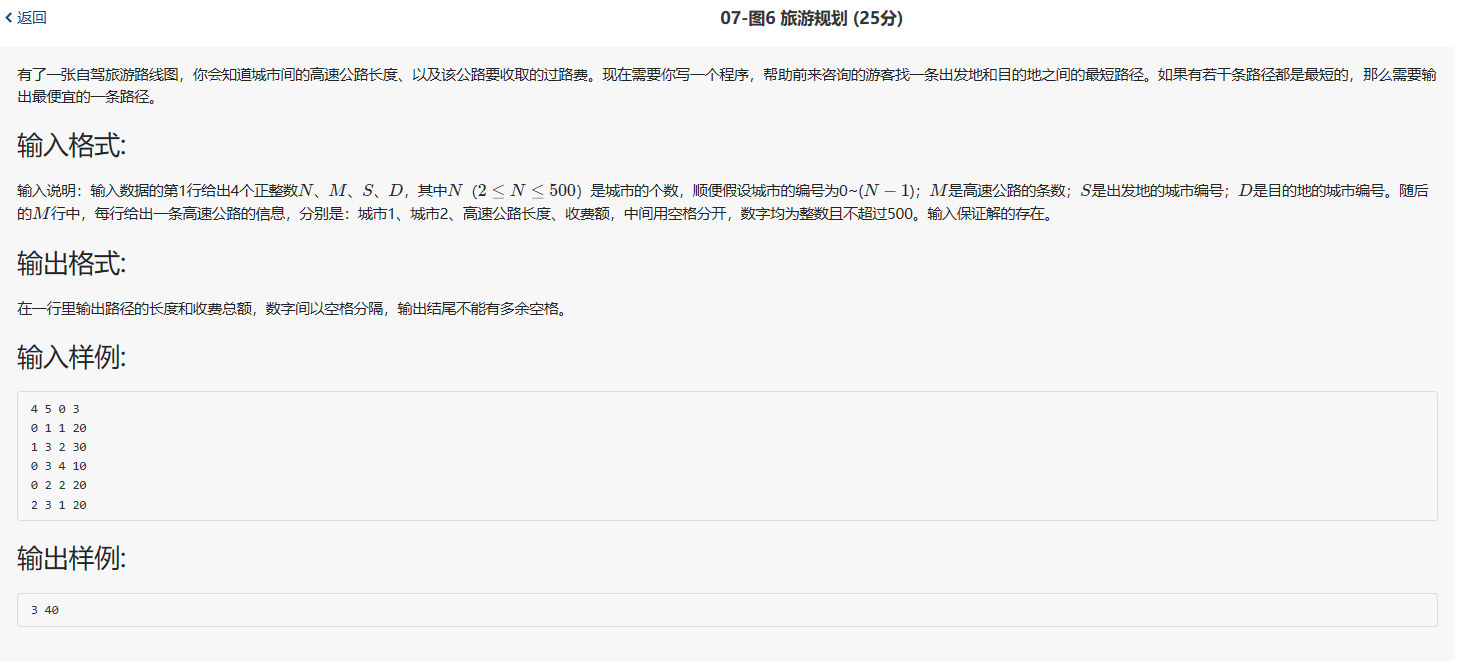 返回
07-图6 旅游规划 (25分)
有了一张自驾旅游路线图，你会知道城市间的高速公路长度、以及该公路要收取的过路费。现在需要你写一个程序，帮助前来咨询的游客找一条出发地和目的地之间的最短路径。如果有若干条路径都是最短的，那么需要输
出最便宜的一条路径。
输入格式:
输入说明：输入数据的第1行给出4个正整数N、M、S、D，其中N（2 ≤ N ≤ 500）是城市的个数，顺便假设城市的编号为0~(N − 1)；M是高速公路的条数；S是出发地的城市编号；D是目的地的城市编号。随后
的M行中，每行给出一条高速公路的信息，分别是：城市1、城市2、高速公路长度、收费额，中间用空格分开，数字均为整数且不超过500。输入保证解的存在。
输出格式:
在一行里输出路径的长度和收费总额，数字间以空格分隔，输出结尾不能有多余空格。
输入样例:
4 5 0 3
0 1 1 20
1 3 2 30
0 3 4 10
0 2 2 20
2 3 1 20
输出样例:
3 40